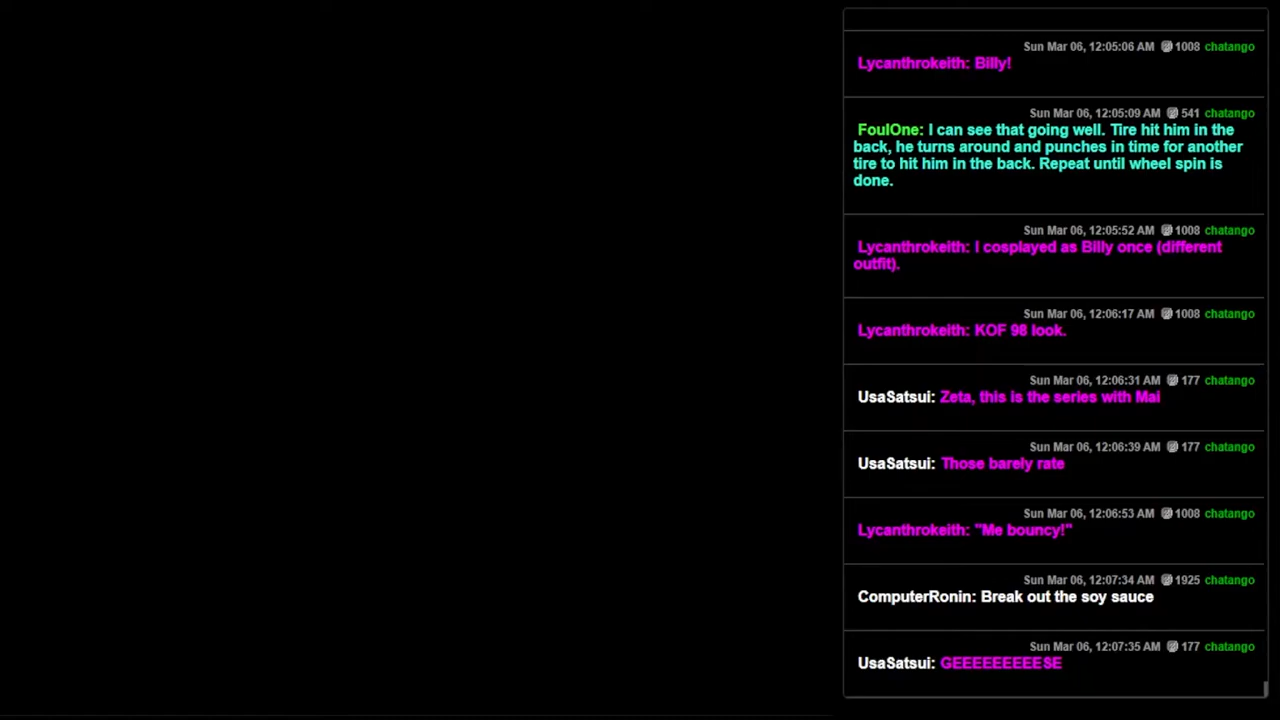 Sun Mar 06, 12:05:06 AM 1008 chatango
Lycanthrokeith: Billy!
Sun Mar 06, 12:05:09 AM 541 chatango
FoulOne: I can see that going well. Tire hit him in the
back, he turns around and punches in time for another
tire to hit him in the back. Repeat until wheel spin is
done.
Sun Mar 06, 12:05:52 AM 1008 chatango
Lycanthrokeith: I cosplayed as Billy once (different
outfit).
Sun Mar 06, 12:06:17 AM 1008 chatango
Lycanthrokeith: KOF 98 look.
Sun Mar 06, 12:06:31 AM 177 chatango
UsaSatsui: Zeta, this is the series with Mai
Sun Mar 06, 12:06:39 AM 177 chatango
UsaSatsui: Those barely rate
Sun Mar 06, 12:06:53 AM 1008 chatango
Lycanthrokeith: "Me bouncy!"
Sun Mar 06, 12:07:34 AM 1925 chatango
ComputerRonin: Break out the soy sauce
Sun Mar 06, 12:07:35 AM 177 chatango
UsaSatsui: GEEEEEEEEESE